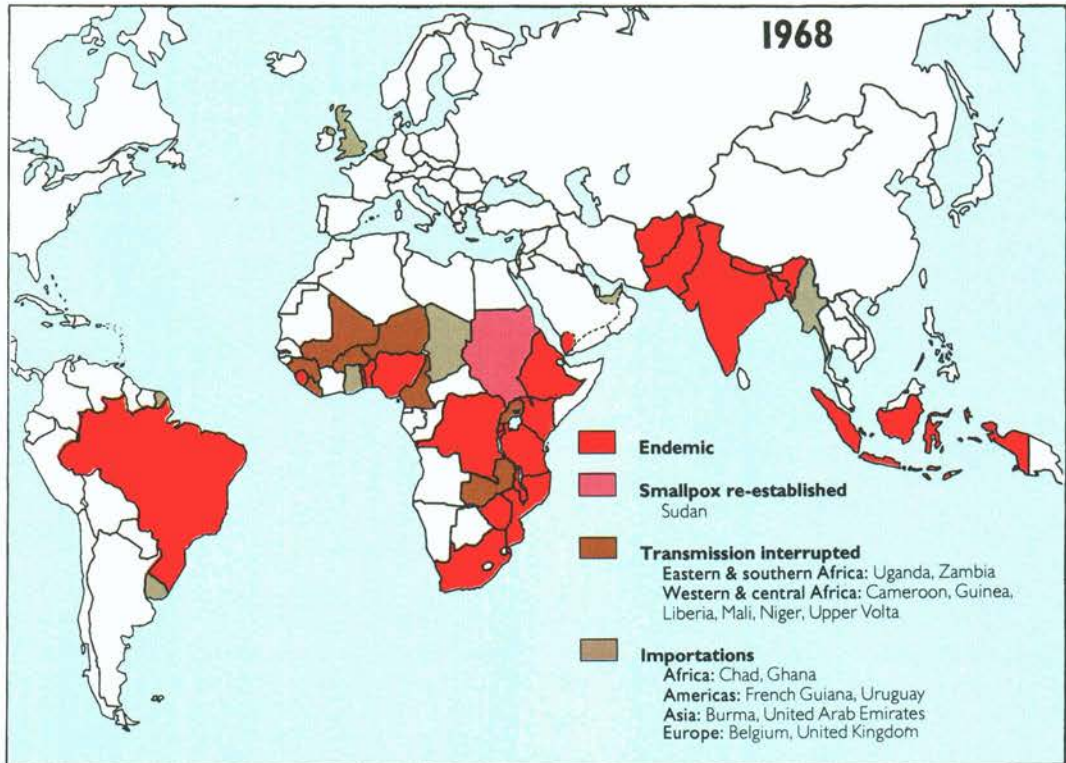 1968
Endemic
Smallpox re-established
Sudan
Transmission interrupted
Eastern & southern Africa: Uganda, Zambia
Western & central Africa: Cameroon, Guinea,
Liberia, Mali, Niger, Upper Volta
Importations
Africa: Chad, Ghana
Americas: French Guiana, Uruguay
Asia: Burma, United Arab Emirates
Europe: Belgium, United Kingdom